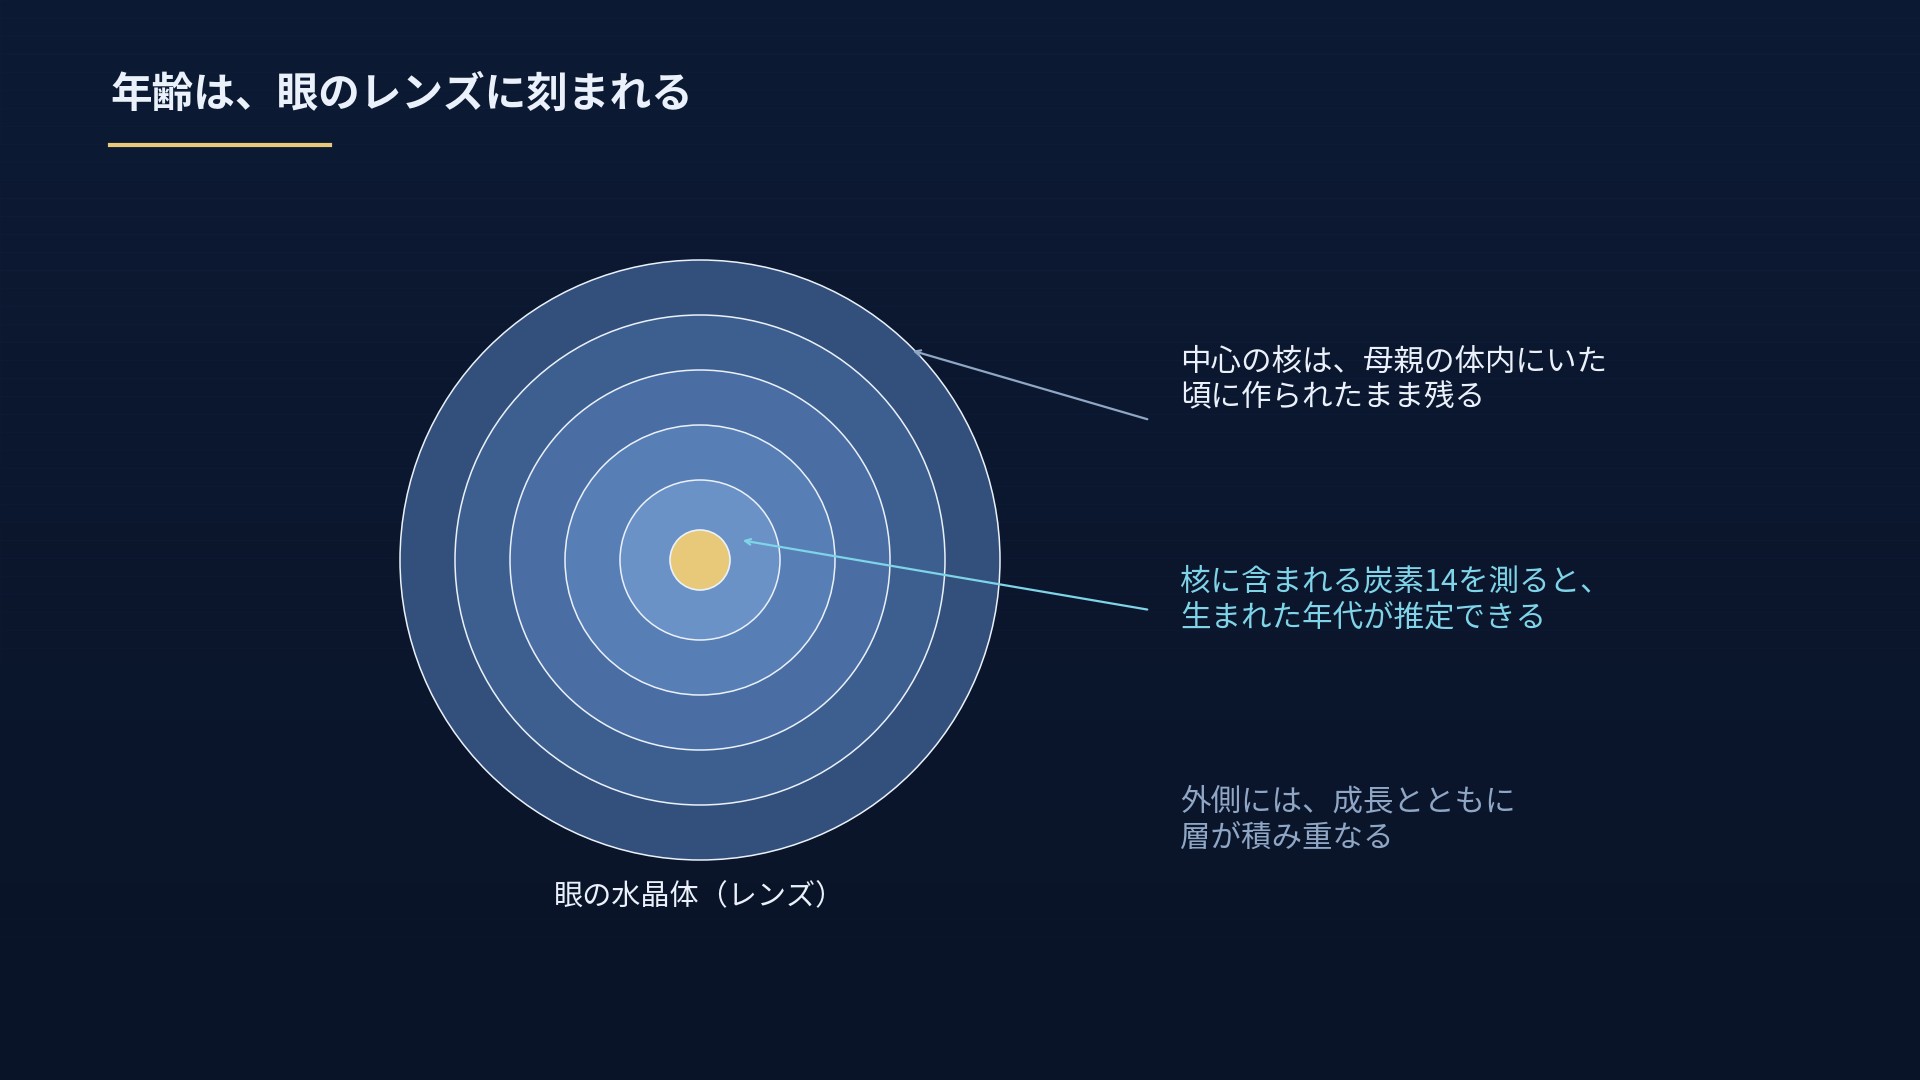 年齢は、眼のレンズに刻まれる
中心の核は、母親の体内にいた
頃に作られたまま残る
核に含まれる炭素14を測ると、
生まれた年代が推定できる
外側には、成長とともに
層が積み重なる
眼の水晶体（レンズ）